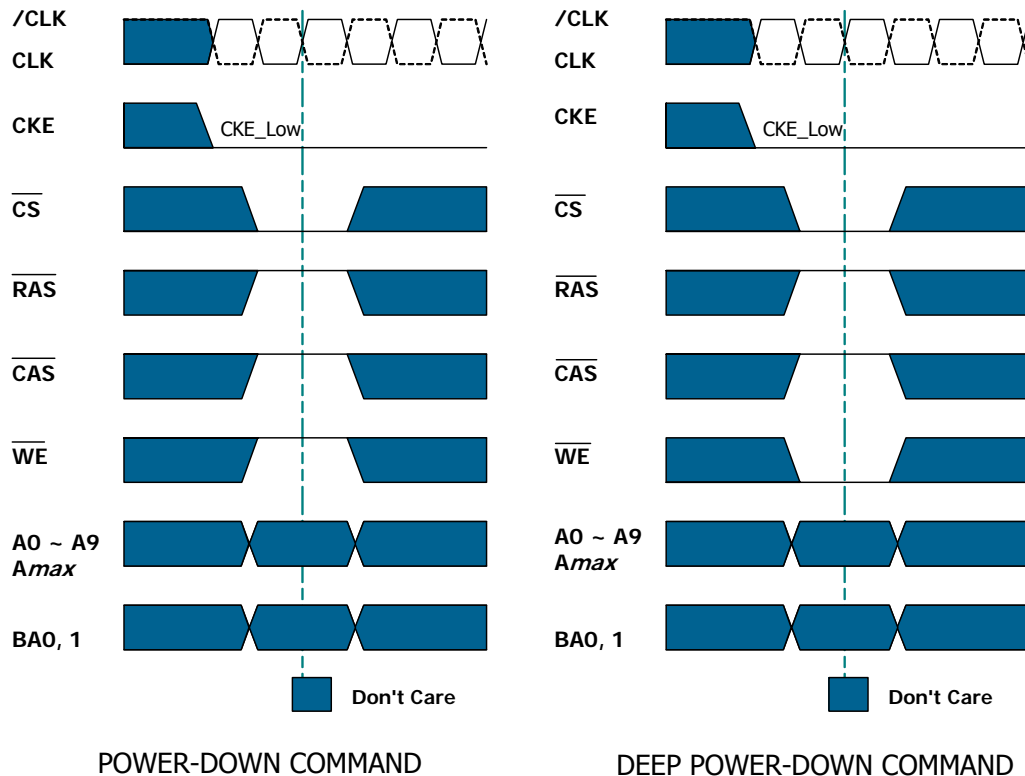 /CLK
CLK
CKE
CKE_Low
CS
RAS
CAS
WE
A0 ~ A9
Amax
BA0, 1
Don't Care
POWER-DOWN COMMAND
/CLK
CLK
CKE
CKE_Low
CS
RAS
CAS
WE
A0 ~ A9
Amax
BA0, 1
Don't Care
DEEP POWER-DOWN COMMAND